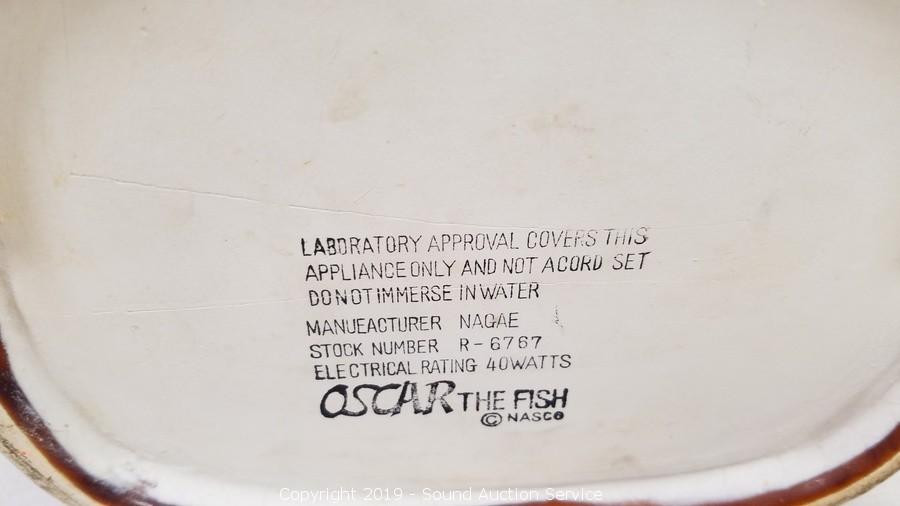 LABORATORY APPROVAL COVERS THIS
APPLIANCE ONLY AND NOT A CORD SET
DO NOT IMMERSE IN WATER
MANUEACTURER NAGAE
STOCK NUMBER R-6767
ELECTRICAL RATING 40WATTS
OSCAR THE FISH
© NASCO
Copyright 2019 - Sound Auction Service